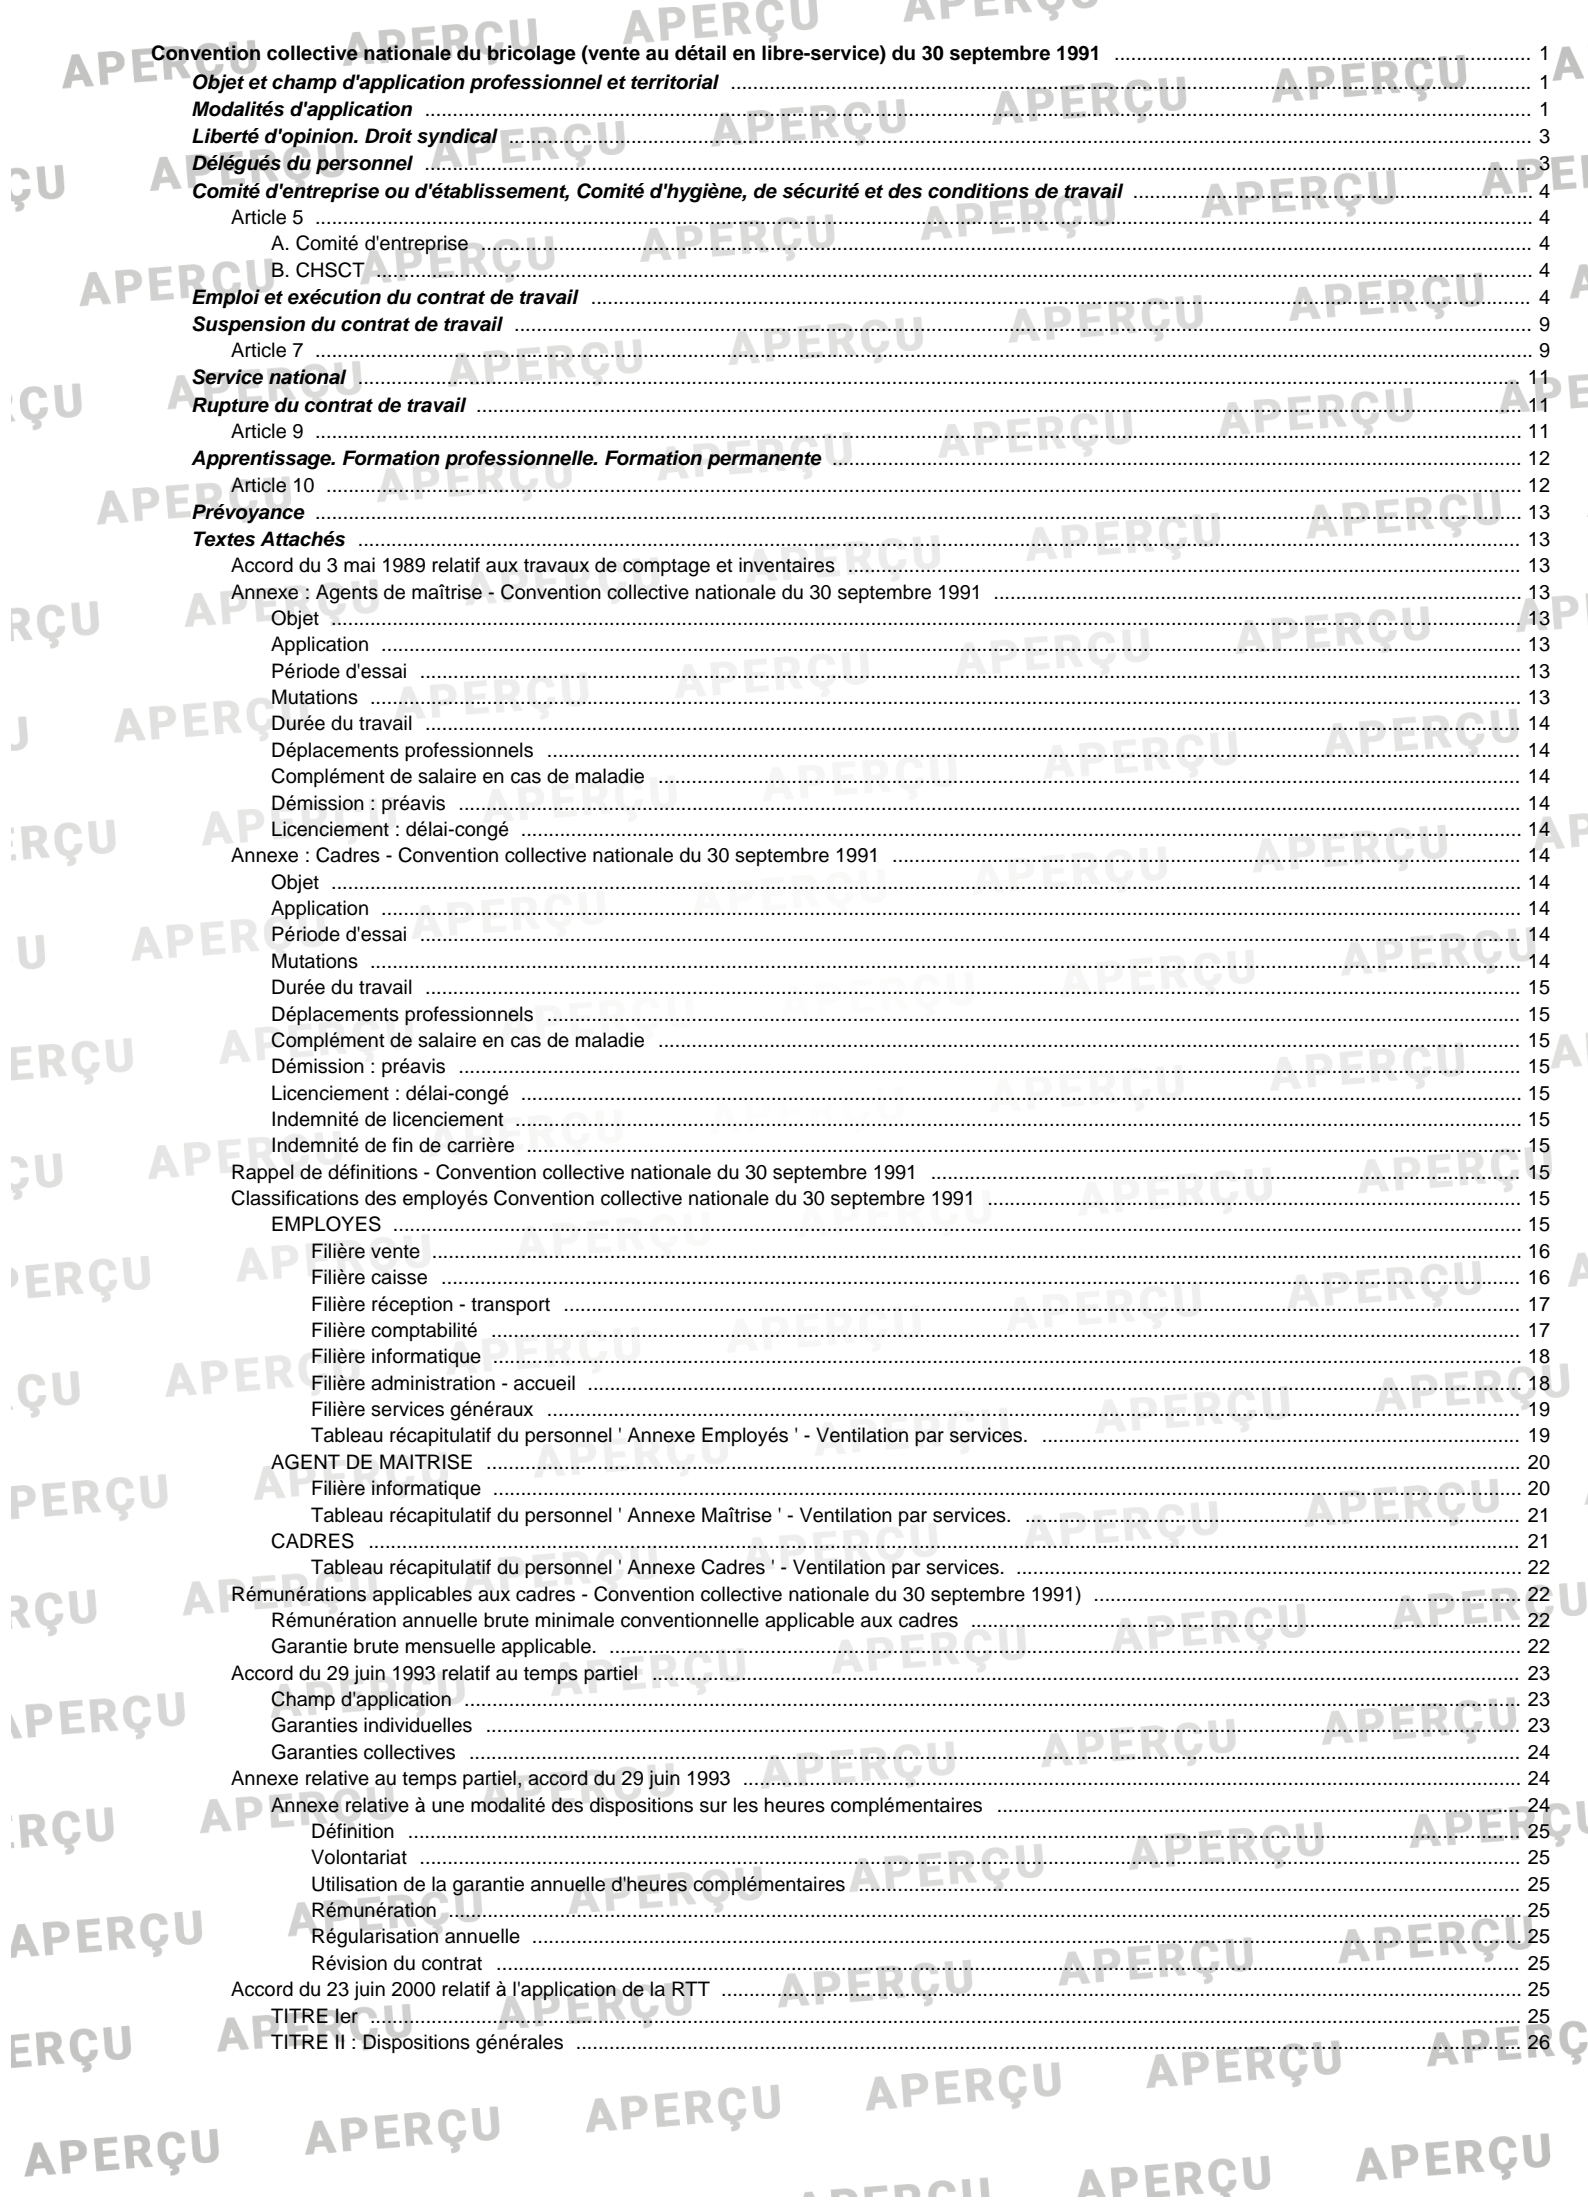 Convention collective nationale du bricolage (vente au détail en libre-service) du 30 septembre 1991 ... 1
Objet et champ d'application professionnel et territorial ... 1
Modalités d'application ... 1
Liberté d'opinion. Droit syndical ... 3
Délégués du personnel ... 3
Comité d'entreprise ou d'établissement, Comité d'hygiène, de sécurité et des conditions de travail ... 4
Article 5 ... 4
A. Comité d'entreprise ... 4
B. CHSCT ... 4
Emploi et exécution du contrat de travail ... 4
Suspension du contrat de travail ... 9
Article 7 ... 9
Service national ... 11
Rupture du contrat de travail ... 11
Article 9 ... 11
Apprentissage. Formation professionnelle. Formation permanente ... 12
Article 10 ... 12
Prévoyance ... 13
Textes Attachés ... 13
Accord du 3 mai 1989 relatif aux travaux de comptage et inventaires ... 13
Annexe : Agents de maîtrise - Convention collective nationale du 30 septembre 1991 ... 13
Objet ... 13
Application ... 13
Période d'essai ... 13
Mutations ... 13
Durée du travail ... 14
Déplacements professionnels ... 14
Complément de salaire en cas de maladie ... 14
Démission : préavis ... 14
Licenciement : délai-congé ... 14
Annexe : Cadres - Convention collective nationale du 30 septembre 1991 ... 14
Objet ... 14
Application ... 14
Période d'essai ... 14
Mutations ... 14
Durée du travail ... 15
Déplacements professionnels ... 15
Complément de salaire en cas de maladie ... 15
Démission : préavis ... 15
Licenciement : délai-congé ... 15
Indemnité de licenciement ... 15
Indemnité de fin de carrière ... 15
Rappel de définitions - Convention collective nationale du 30 septembre 1991 ... 15
Classifications des employés Convention collective nationale du 30 septembre 1991 ... 15
EMPLOYES ... 15
Filière vente ... 16
Filière caisse ... 16
Filière réception - transport ... 17
Filière comptabilité ... 17
Filière informatique ... 18
Filière administration - accueil ... 18
Filière services généraux ... 19
Tableau récapitulatif du personnel ' Annexe Employés ' - Ventilation par services. ... 19
AGENT DE MAITRISE ... 20
Filière informatique ... 20
Tableau récapitulatif du personnel ' Annexe Maîtrise ' - Ventilation par services. ... 21
CADRES ... 21
Tableau récapitulatif du personnel ' Annexe Cadres ' - Ventilation par services. ... 22
Rémunérations applicables aux cadres - Convention collective nationale du 30 septembre 1991) ... 22
Rémunération annuelle brute minimale conventionnelle applicable aux cadres ... 22
Garantie brute mensuelle applicable. ... 22
Accord du 29 juin 1993 relatif au temps partiel ... 23
Champ d'application ... 23
Garanties individuelles ... 23
Garanties collectives ... 24
Annexe relative au temps partiel, accord du 29 juin 1993 ... 24
Annexe relative à une modalité des dispositions sur les heures complémentaires ... 24
Définition ... 25
Volontariat ... 25
Utilisation de la garantie annuelle d'heures complémentaires ... 25
Rémunération ... 25
Régularisation annuelle ... 25
Révision du contrat ... 25
Accord du 23 juin 2000 relatif à l'application de la RTT ... 25
TITRE Ier ... 25
TITRE II : Dispositions générales ... 26
APERÇU